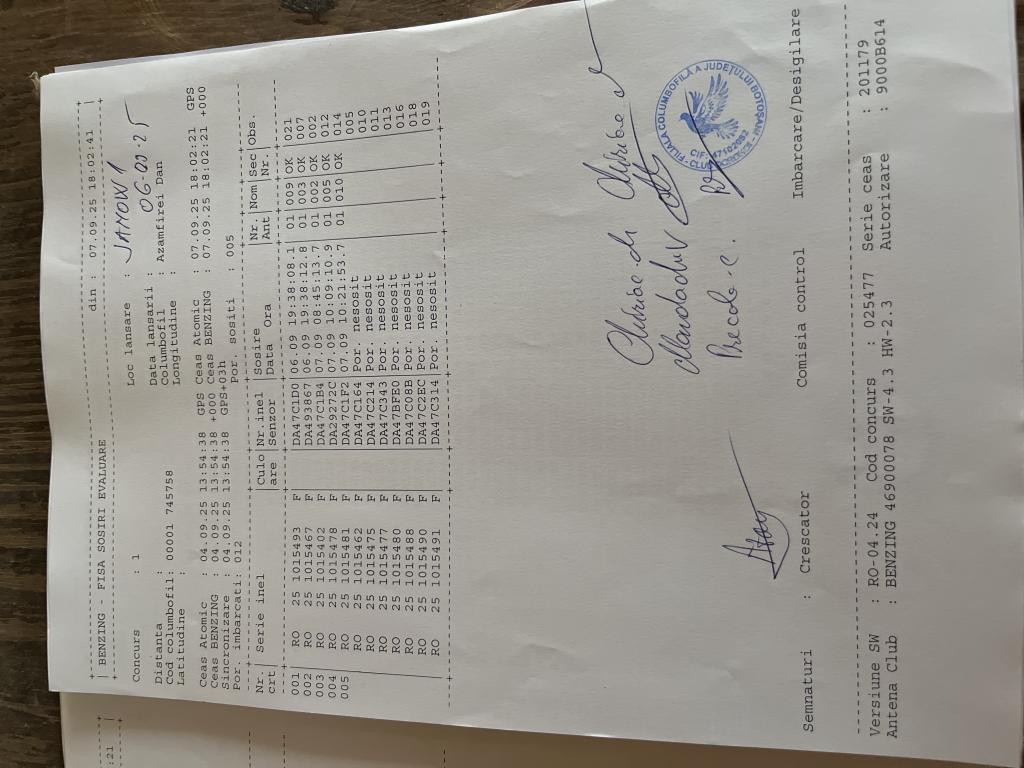 BENZING - FISA SOSIRI EVALUARE din : 07.09.25 18:02:41
Concurs : 1 Loc lansare : JANOW 1
Distanta : Data lansarii : 06.09.25
Cod columbofil: 00001 745758 Columbofil : Azamfirei Dan
Latitudine : Longitudine :
Ceas Atomic : 04.09.25 13:54:38 GPS Ceas Atomic : 07.09.25 18:02:21 GPS
Ceas BENZING : 04.09.25 13:54:38 +000 Ceas BENZING : 07.09.25 18:02:21 +000
Sincronizare : 04.09.25 13:54:38 GPS+03h
Por. imbarcati: 012 Por. sositi : 005
Nr.| Serie inel |Culo|Nr.inel |Sosire |Nr. |Nom|Sec|Obs.
crt| |are |Senzor |Data Ora |Ant | |Nr.|
001| RO 25 1015493 F | |DA47C1D0|06.09 19:38:08.1 |01|009|OK |021
002| RO 25 1015467 F | |DA493867|06.09 19:38:12.8 |01|003|OK |007
003| RO 25 1015402 F | |DA47C1B4|07.09 08:45:13.7 |01|002|OK |002
004| RO 25 1015478 F | |DA29272C|07.09 10:09:10.9 |01|005|OK |012
005| RO 25 1015481 F | |DA47C1F2|07.09 10:21:53.7 |01|010|OK |014
RO 25 1015462 F | |DA47C164|Por. nesosit 005
RO 25 1015475 F | |DA47C214|Por. nesosit 010
RO 25 1015477 F | |DA47C343|Por. nesosit 011
RO 25 1015480 F | |DA47BFE0|Por. nesosit 013
RO 25 1015488 F | |DA47C08B|Por. nesosit 016
RO 25 1015490 F | |DA47C2EC|Por. nesosit 018
RO 25 1015491 F | |DA47C314|Por. nesosit 019
FILIALA COLUMBOFILA A JUDETULUI BOTOSANI
CIF: 47102082
Semnaturi : Crescator Comisia control Imbarcare/Desigilare
Versiune SW : RO-04.24 Cod concurs : 025477 Serie ceas : 201179
Antena Club : BENZING 46900078 SW-4.3 HW-2.3 Autorizare : 9000B614
:21 |